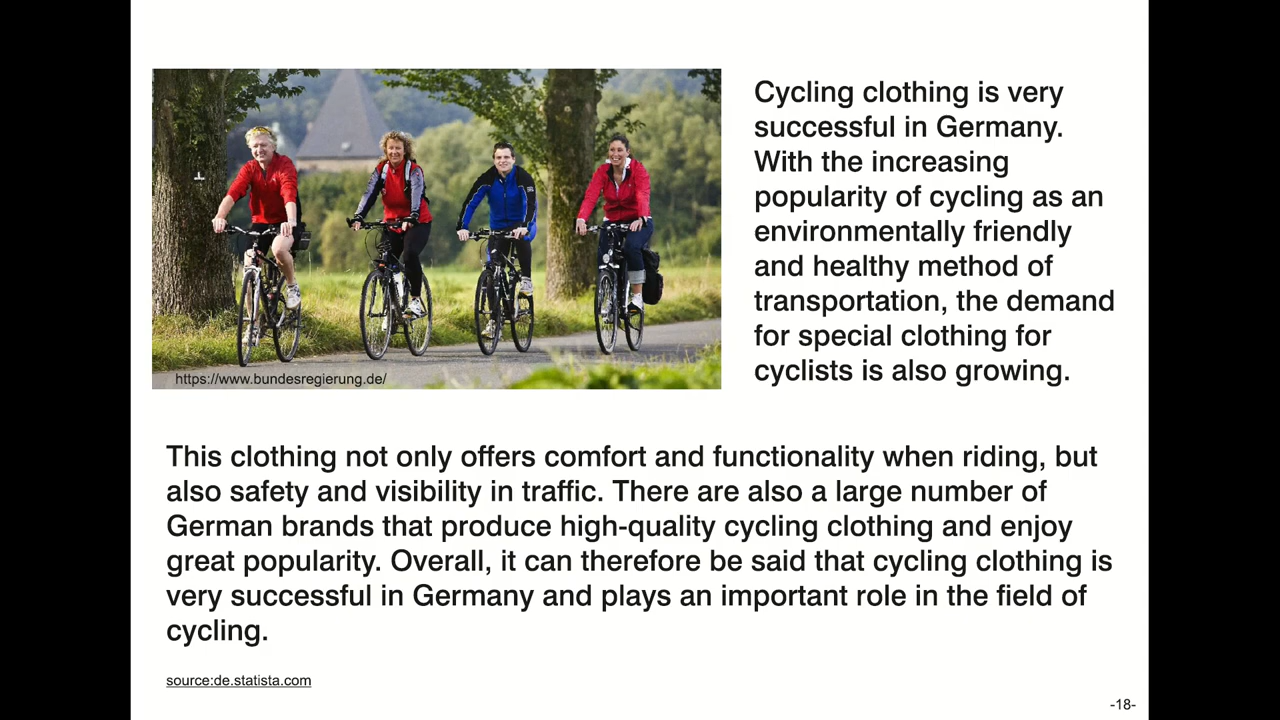 Cycling clothing is very
successful in Germany.
With the increasing
popularity of cycling as an
environmentally friendly
and healthy method of
transportation, the demand
for special clothing for
cyclists is also growing.
https://www.bundesregierung.de/
This clothing not only offers comfort and functionality when riding, but
also safety and visibility in traffic. There are also a large number of
German brands that produce high-quality cycling clothing and enjoy
great popularity. Overall, it can therefore be said that cycling clothing is
very successful in Germany and plays an important role in the field of
cycling.
source:de.statista.com
-18-